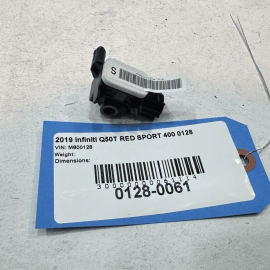 S
2019 Infiniti Q50T RED SPORT 400 0128
VIN: M800128
Weight:
Dimensions:
0128-0061